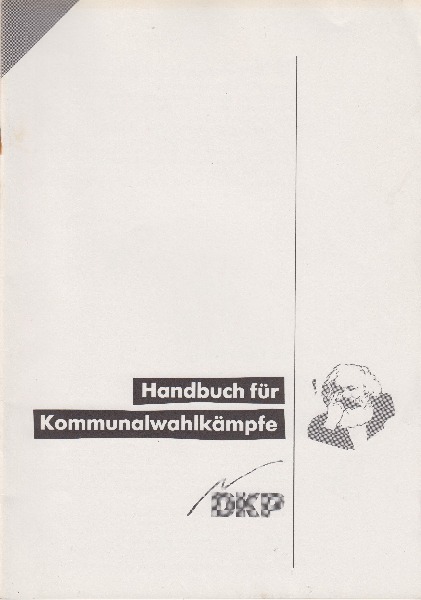 Handbuch für
Kommunalwahlkämpfe
DKP